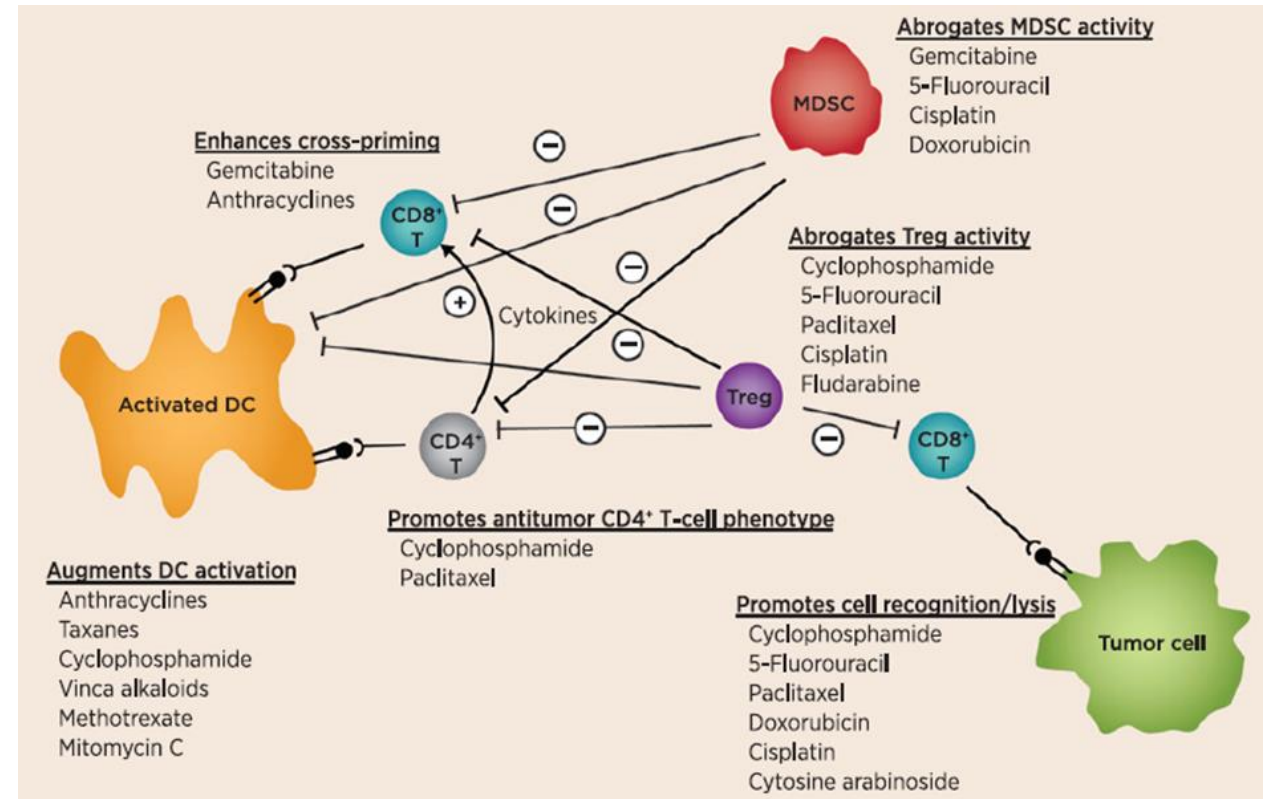 Abrogates MDSC activity
Gemcitabine
5-Fluorouracil
Cisplatin
Doxorubicin
MDSC
Enhances cross-priming
Gemcitabine
Anthracyclines
−
−
CD8⁺
T
Abrogates Treg activity
Cyclophosphamide
5-Fluorouracil
Paclitaxel
Cisplatin
Fludarabine
−
+
Cytokines
−
Activated DC
Treg
−
−
CD4⁺
T
CD8⁺
T
Promotes antitumor CD4⁺ T-cell phenotype
Cyclophosphamide
Paclitaxel
Augments DC activation
Anthracyclines
Taxanes
Cyclophosphamide
Vinca alkaloids
Methotrexate
Mitomycin C
Promotes cell recognition/lysis
Cyclophosphamide
5-Fluorouracil
Paclitaxel
Doxorubicin
Cisplatin
Cytosine arabinoside
Tumor cell